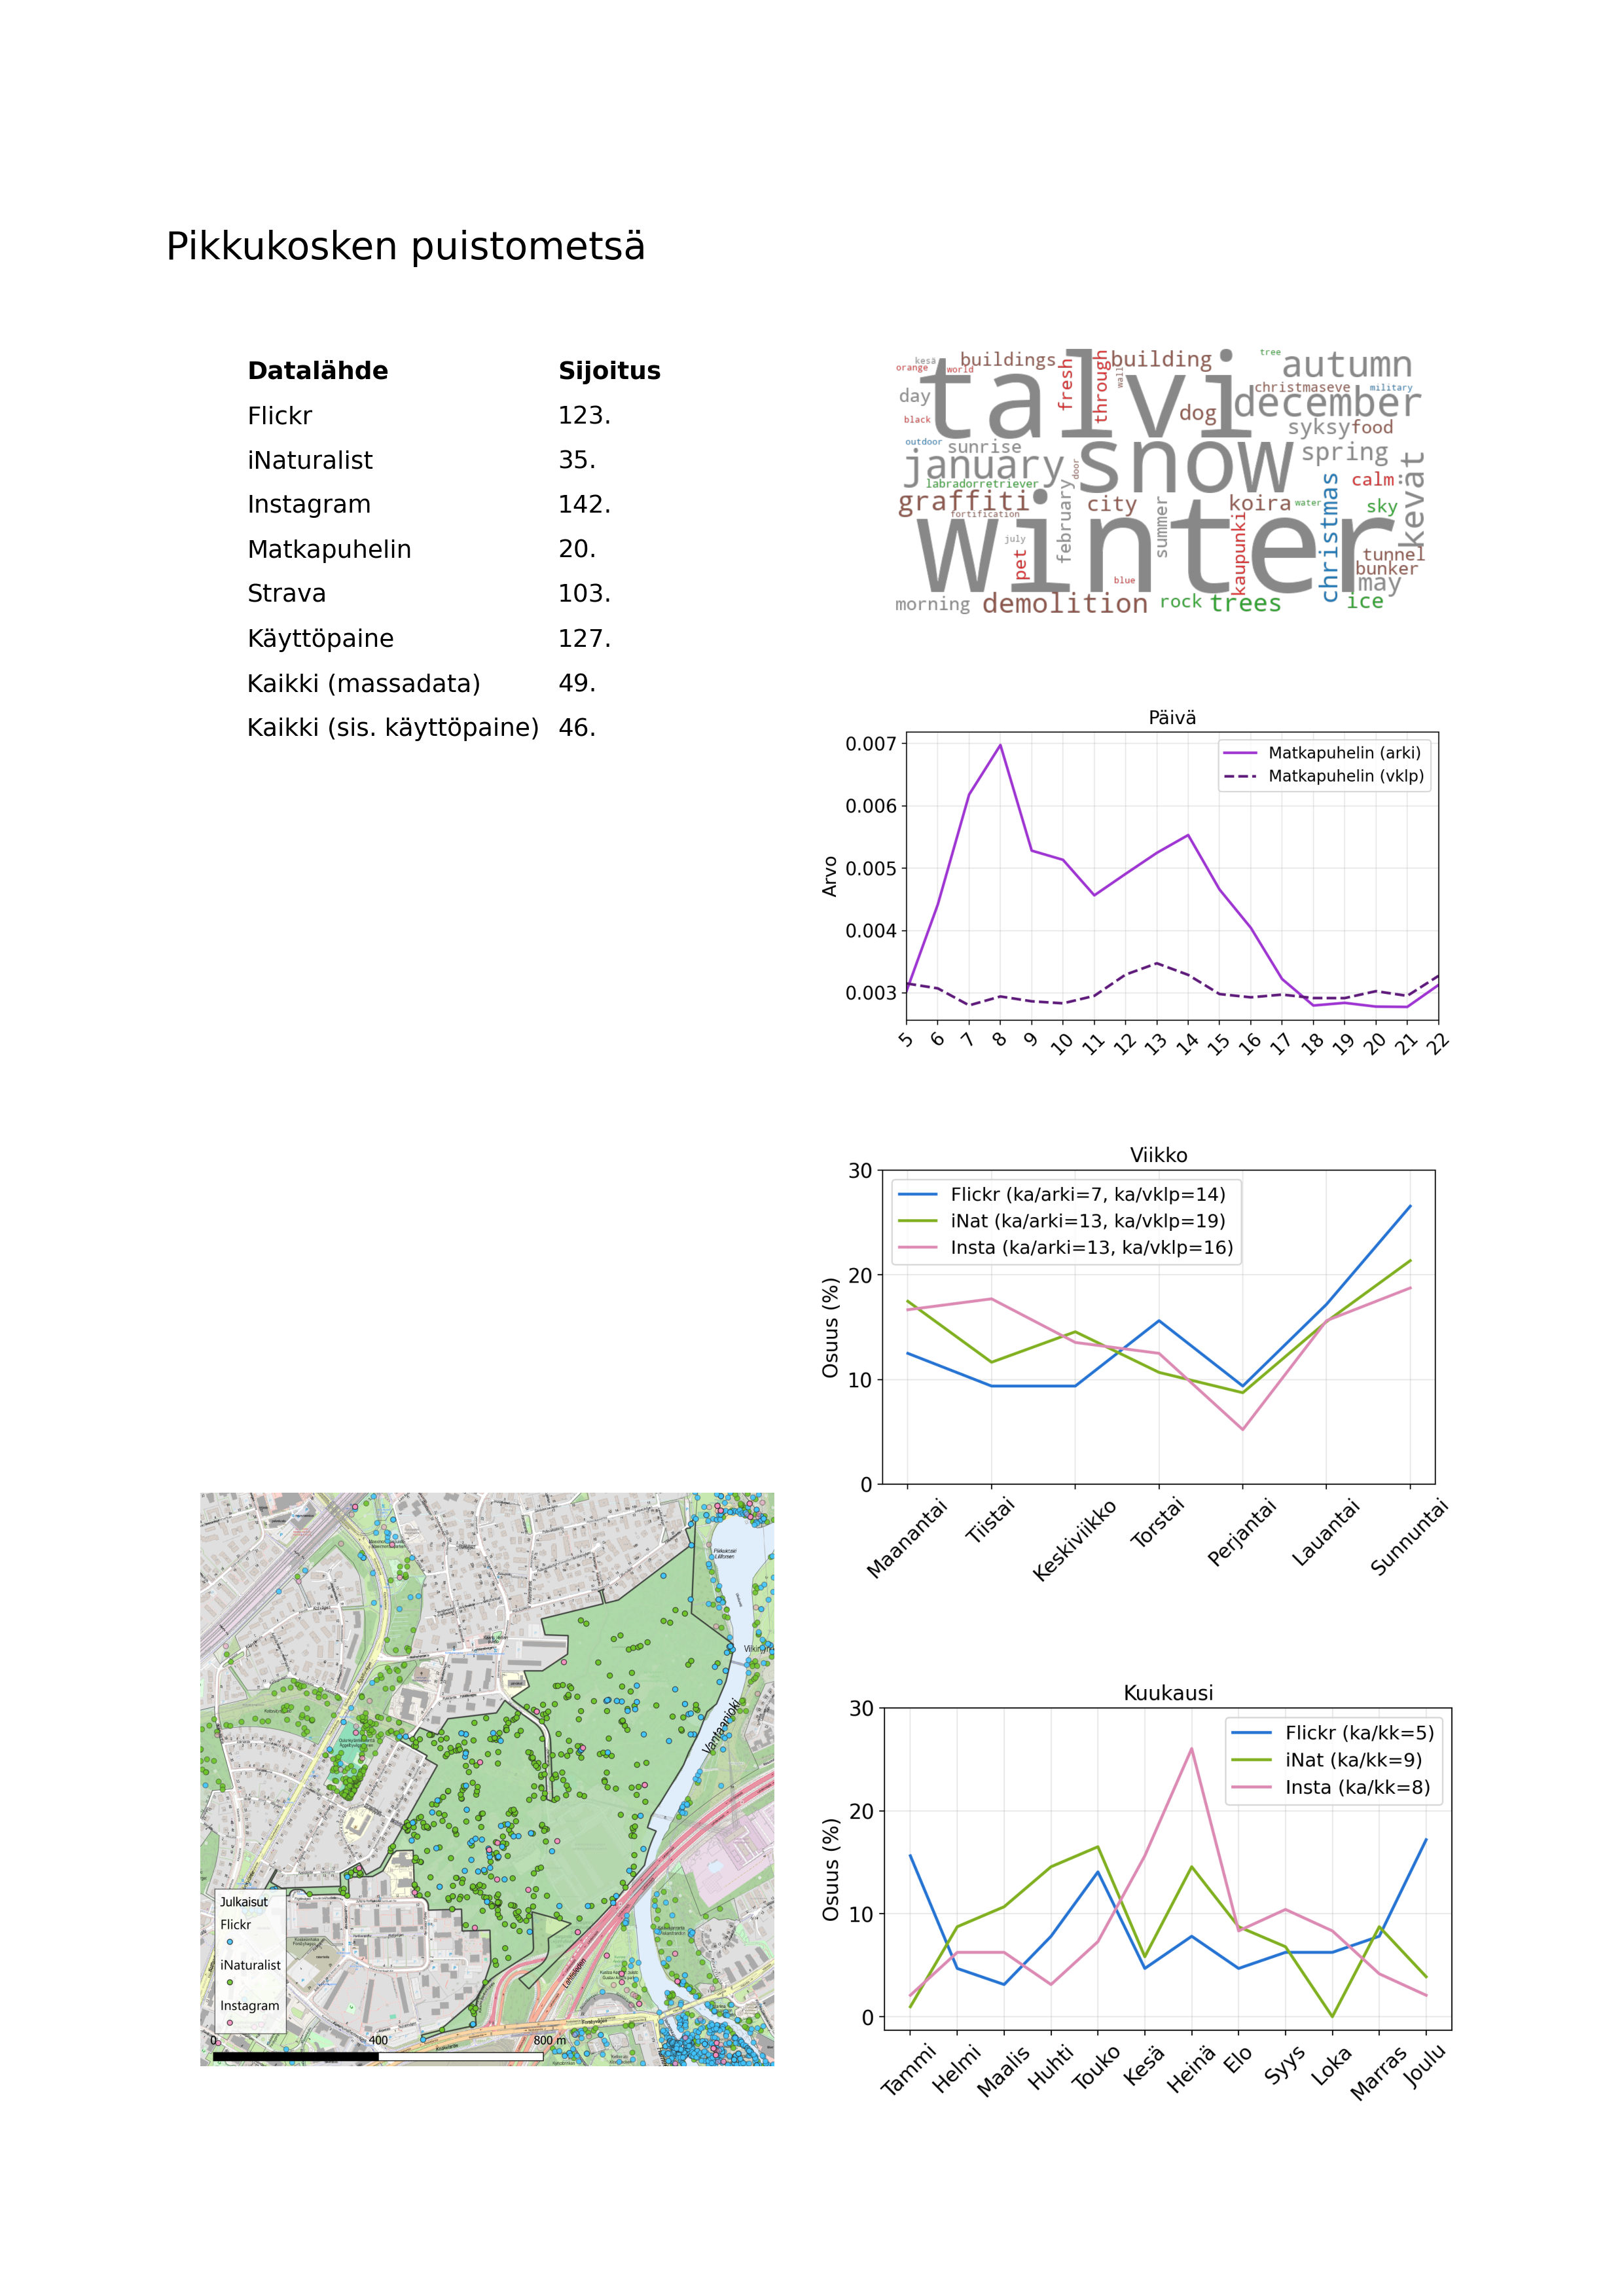 Pikkukosken puistometsä
Datalähde Sijoitus
Flickr 123.
iNaturalist 35.
Instagram 142.
Matkapuhelin 20.
Strava 103.
Käyttöpaine 127.
Kaikki (massadata) 49.
Kaikki (sis. käyttöpaine) 46.
kesä buildings through building tree autumn
orange world fresh wall christmaseve military
day talvi dog december
black syksy food
outdoor sunrise snow spring
january door calm kevät
labradorretriever february christmas
graffiti city summer koira water sky
fortification winter kaupunki
july pet tunnel
blue bunker
may
morning demolition rock trees ice
Päivä
Matkapuhelin (arki)
Matkapuhelin (vklp)
Arvo
0.007
0.006
0.005
0.004
0.003
5 6 7 8 9 10 11 12 13 14 15 16 17 18 19 20 21 22
Viikko
Flickr (ka/arki=7, ka/vklp=14)
iNat (ka/arki=13, ka/vklp=19)
Insta (ka/arki=13, ka/vklp=16)
Osuus (%)
30
20
10
0
Maanantai Tiistai Keskiviikko Torstai Perjantai Lauantai Sunnuntai
Vantaanjoki
Lahdenväylä
Julkaisut
Flickr
iNaturalist
Instagram
0 400 800 m
Kuukausi
Flickr (ka/kk=5)
iNat (ka/kk=9)
Insta (ka/kk=8)
Osuus (%)
30
20
10
0
Tammi Helmi Maalis Huhti Touko Kesä Heinä Elo Syys Loka Marras Joulu